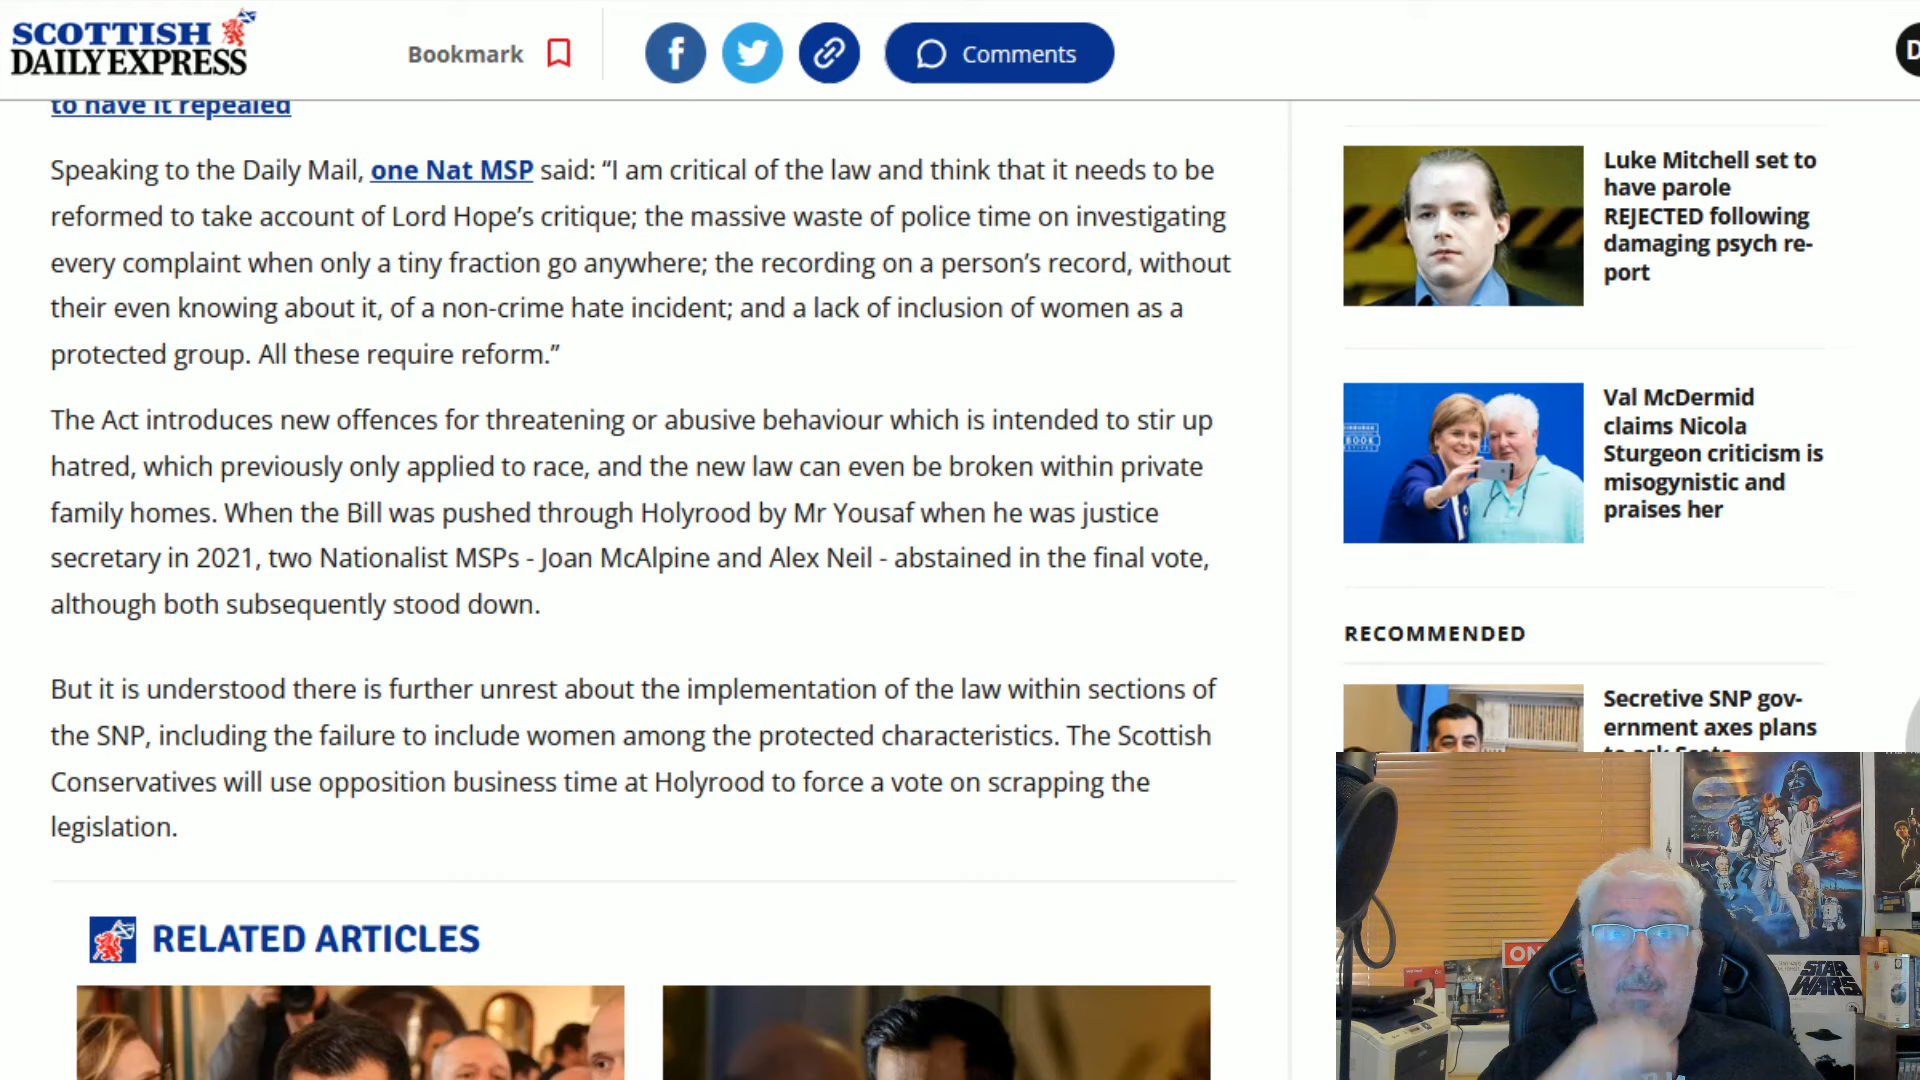 SCOTTISH
DAILY EXPRESS
Bookmark
Comments
D
to have it repealed
Speaking to the Daily Mail, one Nat MSP said: “I am critical of the law and think that it needs to be
reformed to take account of Lord Hope’s critique; the massive waste of police time on investigating
every complaint when only a tiny fraction go anywhere; the recording on a person’s record, without
their even knowing about it, of a non-crime hate incident; and a lack of inclusion of women as a
protected group. All these require reform.”
The Act introduces new offences for threatening or abusive behaviour which is intended to stir up
hatred, which previously only applied to race, and the new law can even be broken within private
family homes. When the Bill was pushed through Holyrood by Mr Yousaf when he was justice
secretary in 2021, two Nationalist MSPs - Joan McAlpine and Alex Neil - abstained in the final vote,
although both subsequently stood down.
But it is understood there is further unrest about the implementation of the law within sections of
the SNP, including the failure to include women among the protected characteristics. The Scottish
Conservatives will use opposition business time at Holyrood to force a vote on scrapping the
legislation.
RELATED ARTICLES
Luke Mitchell set to
have parole
REJECTED following
damaging psych re-
port
BOOK
Val McDermid
claims Nicola
Sturgeon criticism is
misogynistic and
praises her
RECOMMENDED
Secretive SNP gov-
ernment axes plans
to ask Scots
ON
STAR
WARS